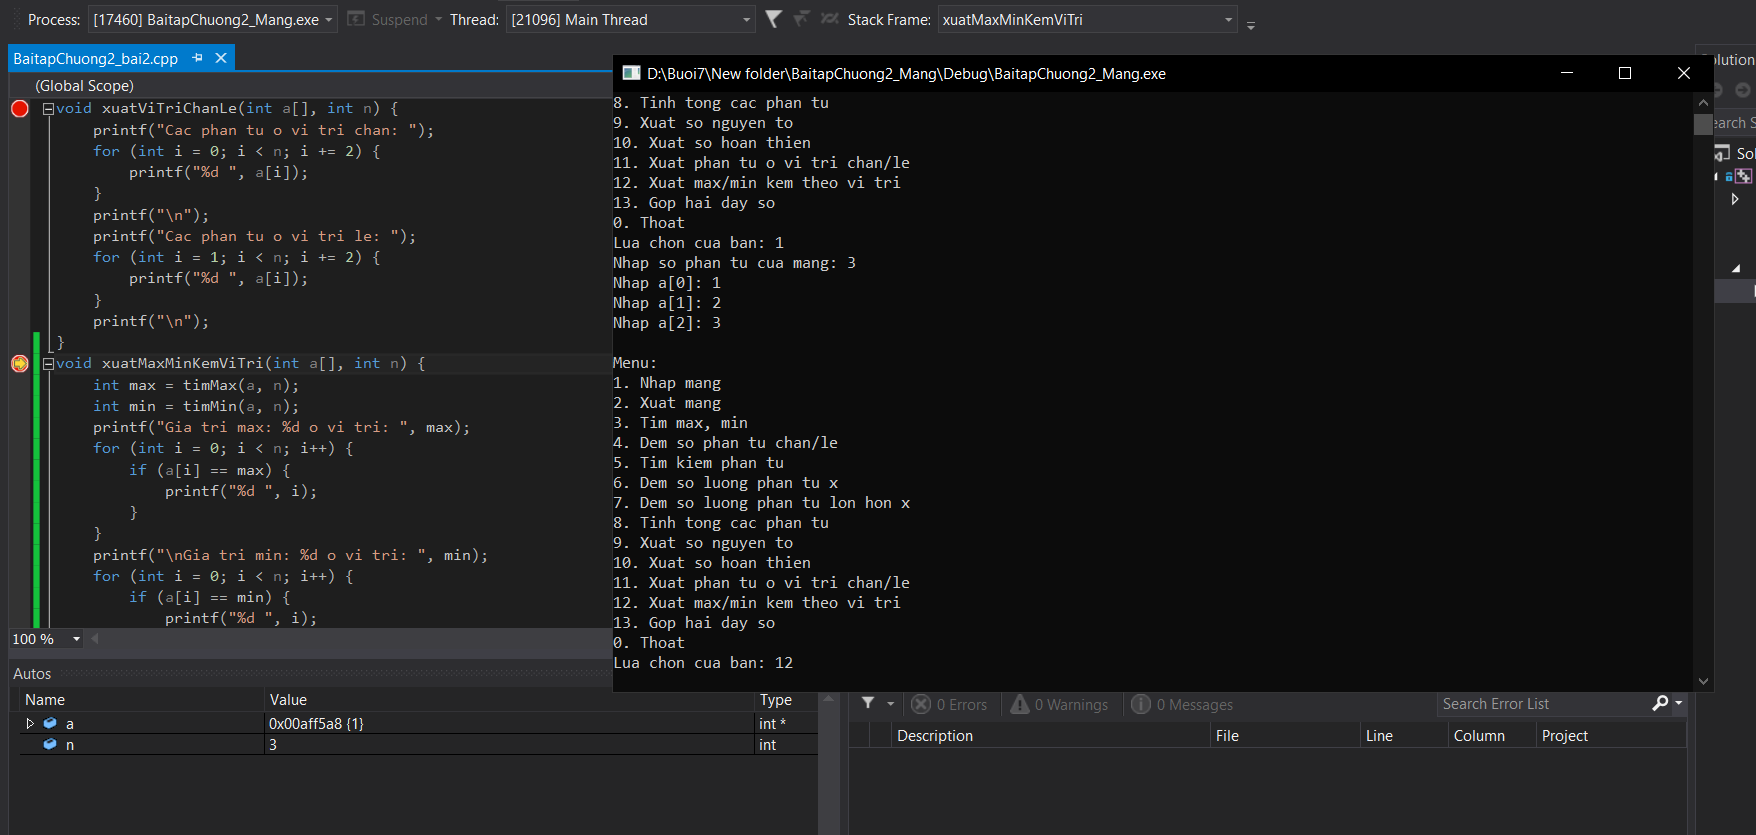 Process: [17460] BaitapChuong2_Mang.exe Suspend Thread: [21096] Main Thread Stack Frame: xuatMaxMinKemViTri
BaitapChuong2_bai2.cpp
(Global Scope)
void xuatViTriChanLe(int a[], int n) {
printf("Cac phan tu o vi tri chan: ");
for (int i = 0; i < n; i += 2) {
printf("%d ", a[i]);
}
printf("\n");
printf("Cac phan tu o vi tri le: ");
for (int i = 1; i < n; i += 2) {
printf("%d ", a[i]);
}
printf("\n");
}
void xuatMaxMinKemViTri(int a[], int n) {
int max = timMax(a, n);
int min = timMin(a, n);
printf("Gia tri max: %d o vi tri: ", max);
for (int i = 0; i < n; i++) {
if (a[i] == max) {
printf("%d ", i);
}
}
printf("\nGia tri min: %d o vi tri: ", min);
for (int i = 0; i < n; i++) {
if (a[i] == min) {
printf("%d ", i);
100 %
D:\Buoi7\New folder\BaitapChuong2_Mang\Debug\BaitapChuong2_Mang.exe
8. Tinh tong cac phan tu
9. Xuat so nguyen to
10. Xuat so hoan thien
11. Xuat phan tu o vi tri chan/le
12. Xuat max/min kem theo vi tri
13. Gop hai day so
0. Thoat
Lua chon cua ban: 1
Nhap so phan tu cua mang: 3
Nhap a[0]: 1
Nhap a[1]: 2
Nhap a[2]: 3
Menu:
1. Nhap mang
2. Xuat mang
3. Tim max, min
4. Dem so phan tu chan/le
5. Tim kiem phan tu
6. Dem so luong phan tu x
7. Dem so luong phan tu lon hon x
8. Tinh tong cac phan tu
9. Xuat so nguyen to
10. Xuat so hoan thien
11. Xuat phan tu o vi tri chan/le
12. Xuat max/min kem theo vi tri
13. Gop hai day so
0. Thoat
Lua chon cua ban: 12
olution
earch S
So
Autos
Name Value Type
a 0x00aff5a8 {1} int *
n 3 int
0 Errors 0 Warnings 0 Messages Search Error List
Description File Line Column Project